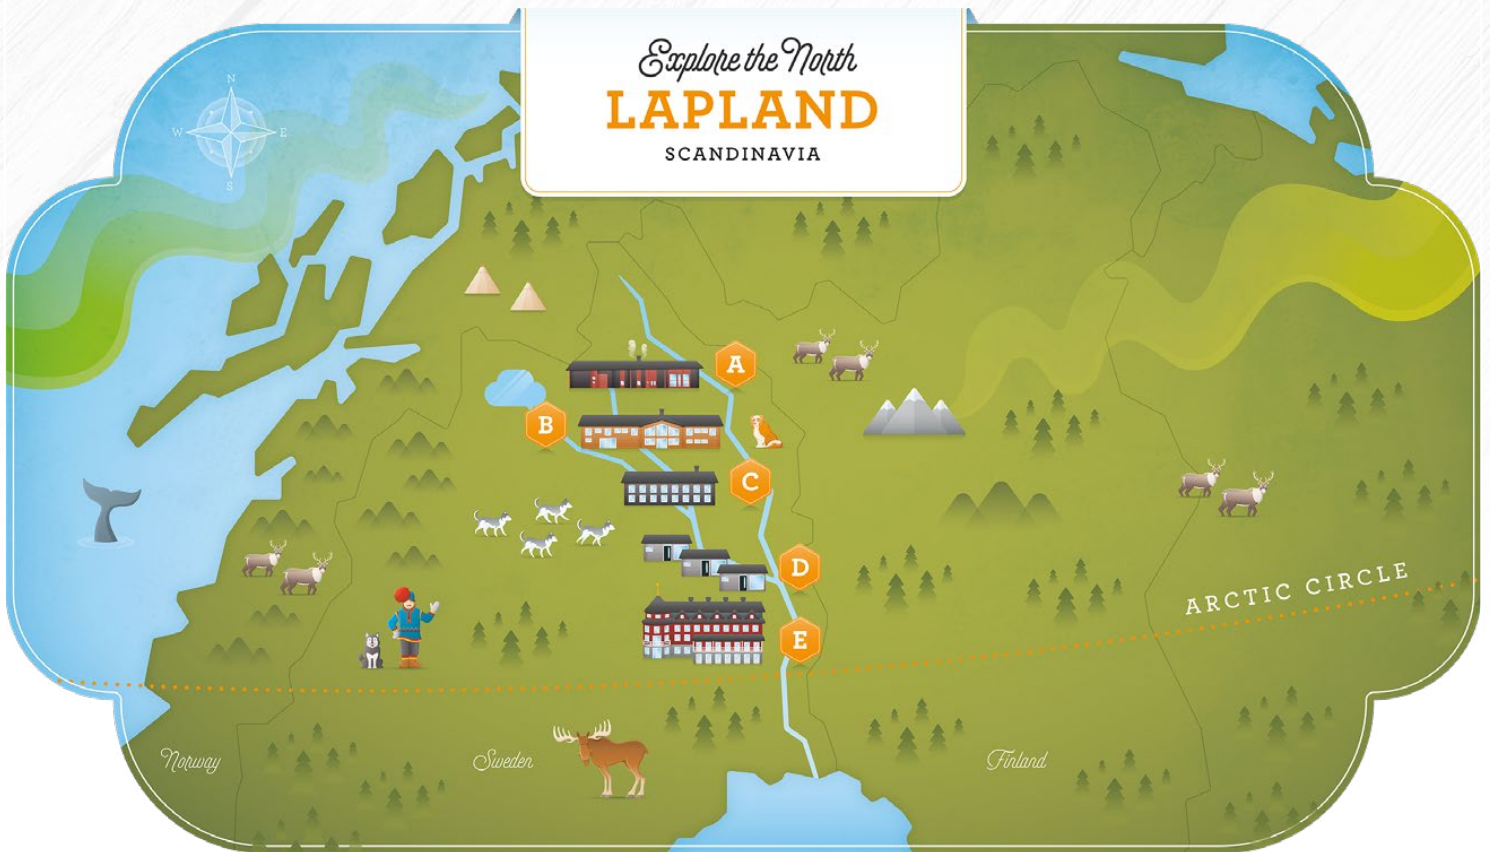 Explore the North
LAPLAND
SCANDINAVIA
N
W E
S
A
B
C
D
E
ARCTIC CIRCLE
Norway
Sweden
Finland